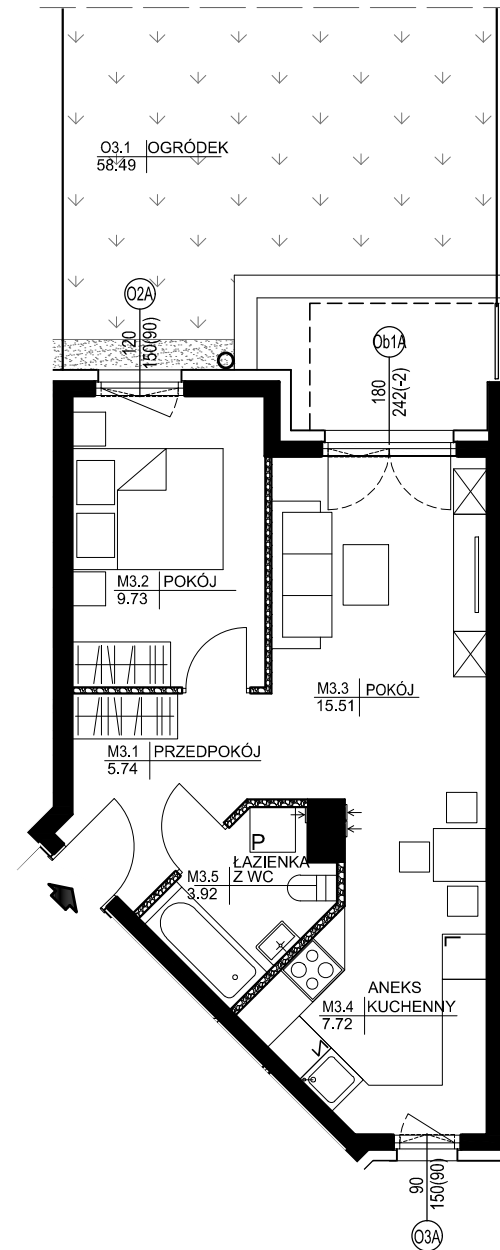 O3.1 OGRÓDEK
58.49
O2A
120
150(90)
Ob1A
180
242(-2)
M3.2 POKÓJ
9.73
M3.3 POKÓJ
15.51
M3.1 PRZEDPOKÓJ
5.74
P
ŁAZIENKA
M3.5 Z WC
3.92
ANEKS
M3.4 KUCHENNY
7.72
90
150(90)
O3A